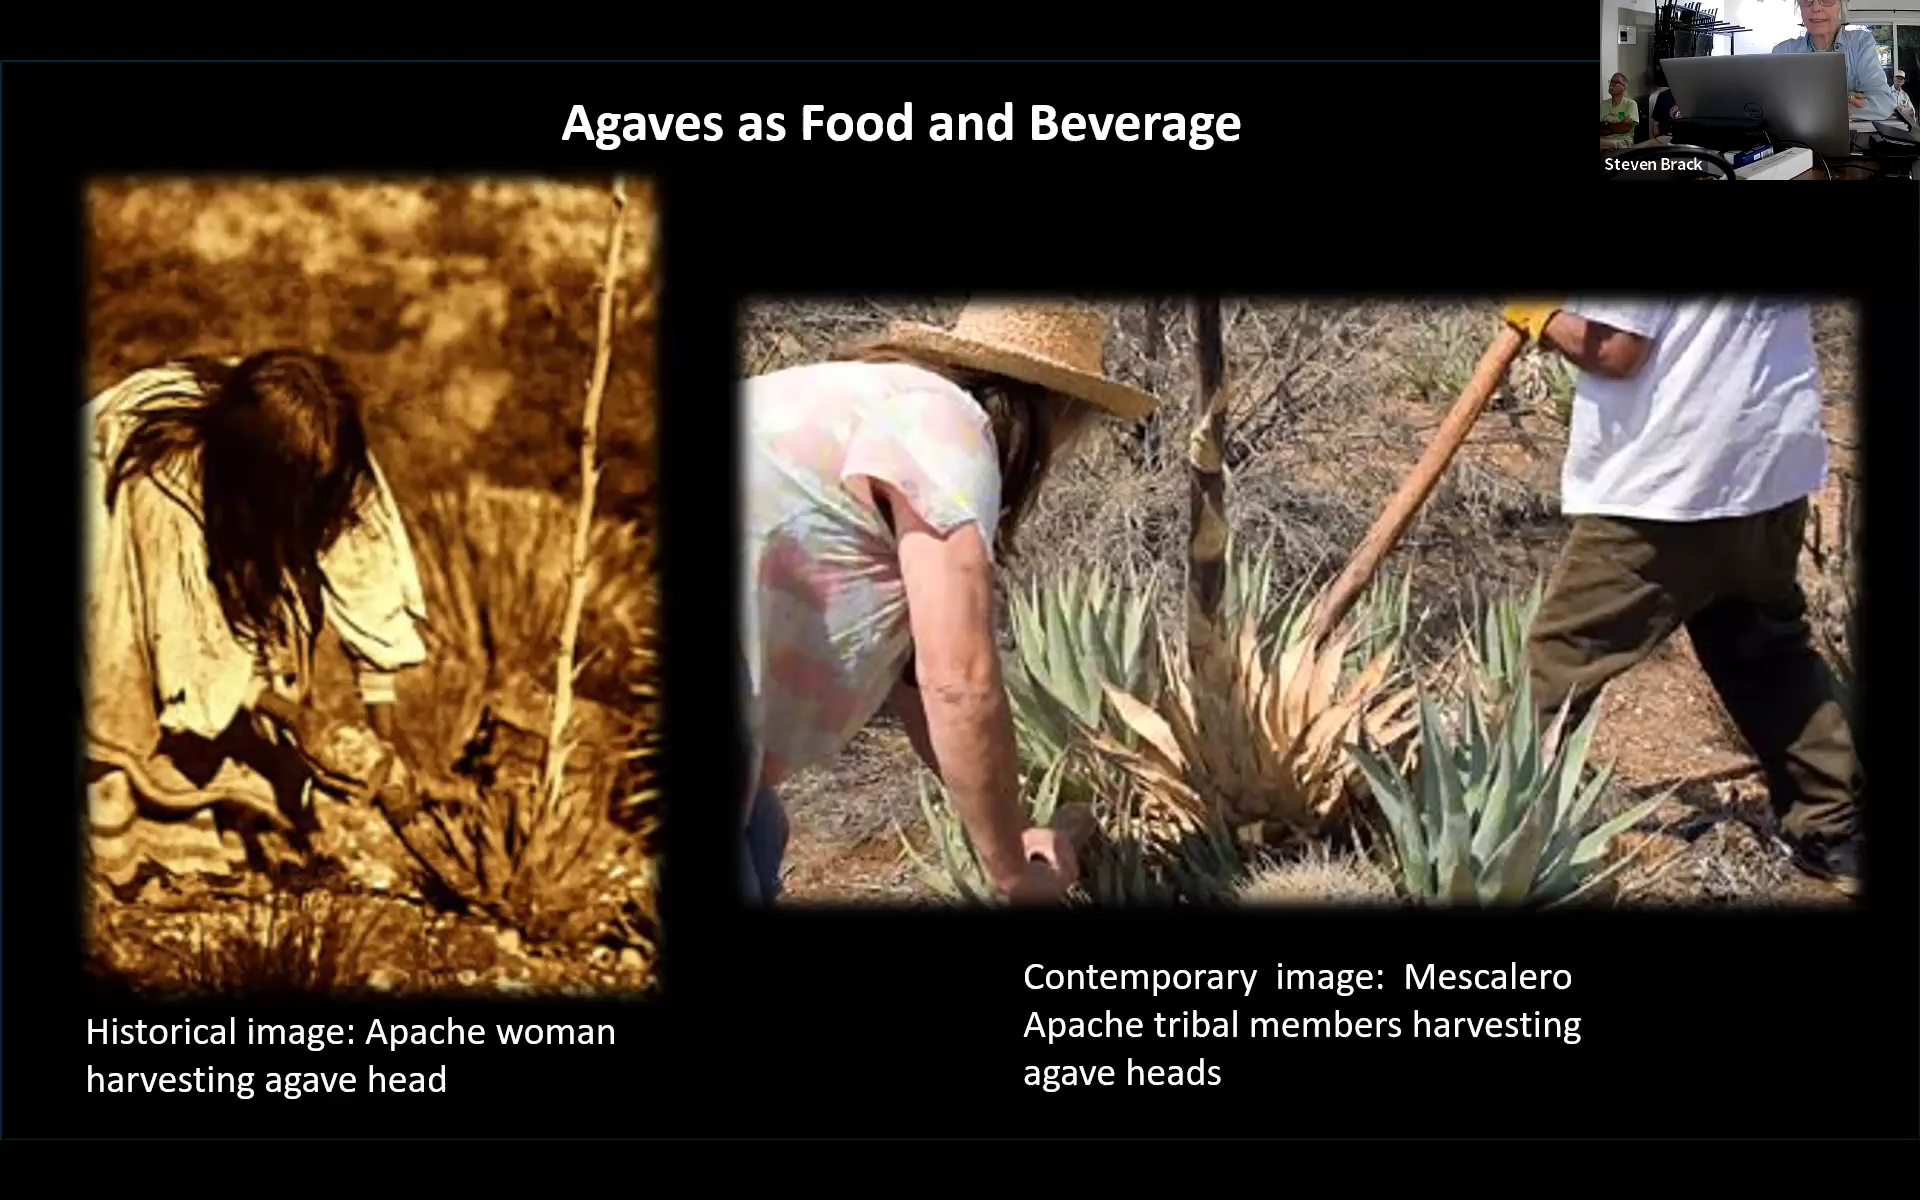 Agaves as Food and Beverage
Steven Brack
Historical image: Apache woman
harvesting agave head
Contemporary image: Mescalero
Apache tribal members harvesting
agave heads